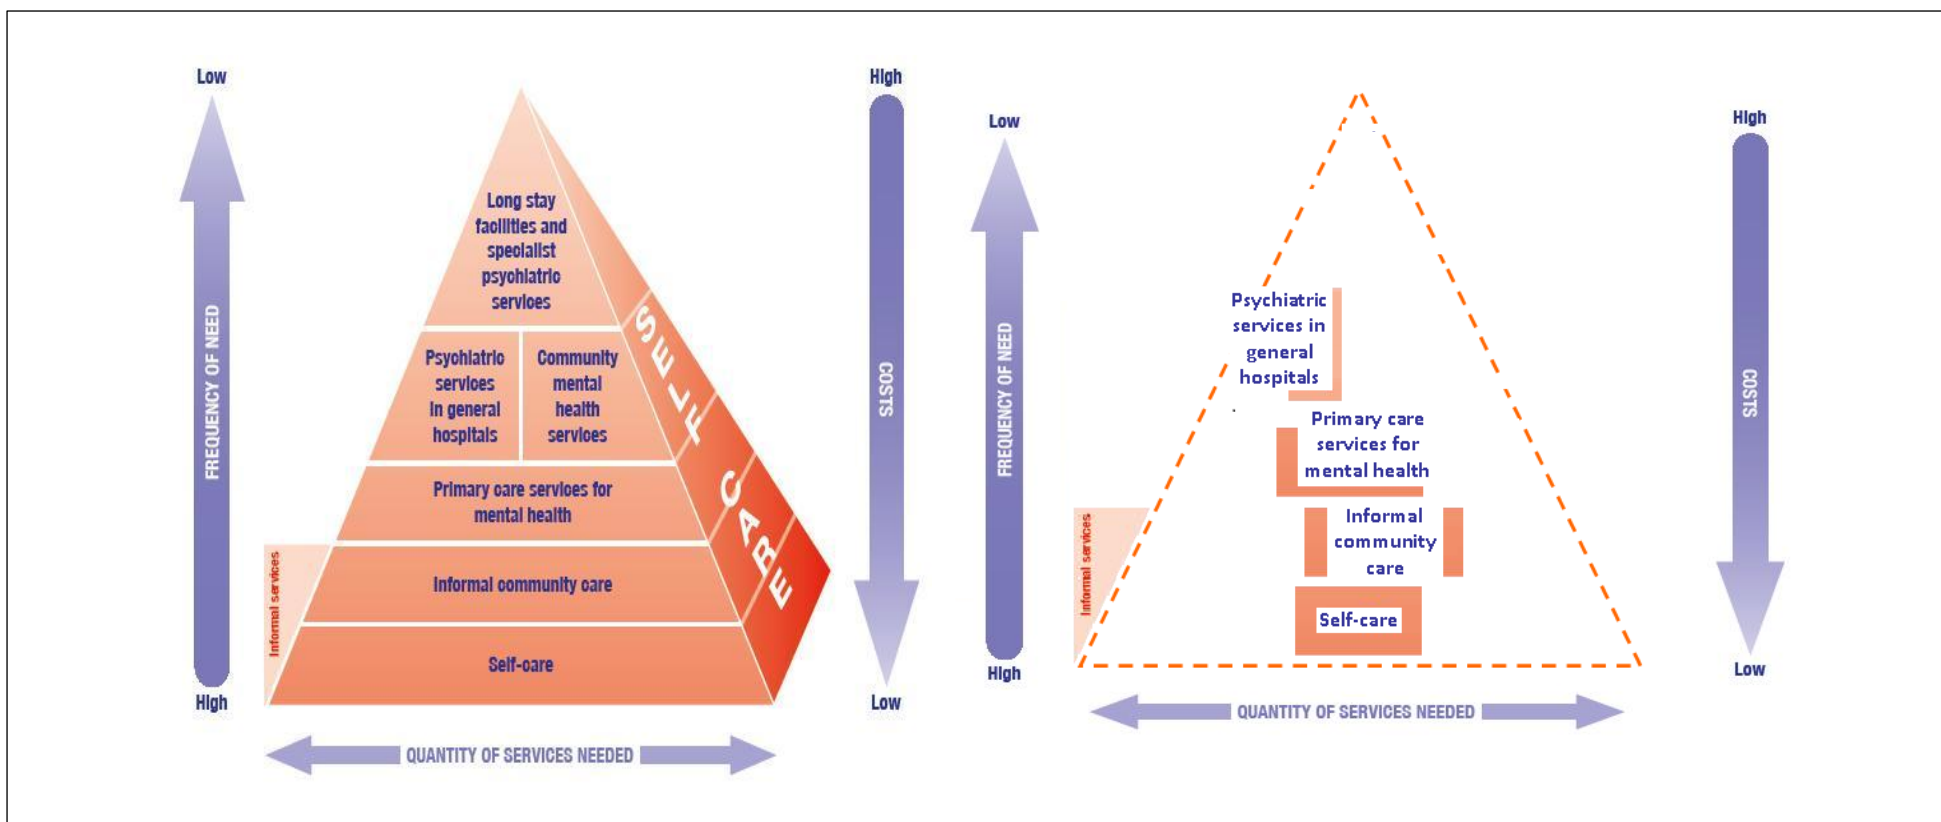 Low
High
FREQUENCY OF NEED
Long stay
facilities and
specialist
psychiatric
services
Psychiatric
services
in general
hospitals
Community
mental
health
services
Primary care services for
mental health
Informal community care
Self-care
Informal services
SELF CARE
High
COSTS
Low
QUANTITY OF SERVICES NEEDED
Low
FREQUENCY OF NEED
High
Psychiatric
services in
general
hospitals
Primary care
services for
mental health
Informal
community
care
Self-care
Informal services
High
COSTS
Low
QUANTITY OF SERVICES NEEDED